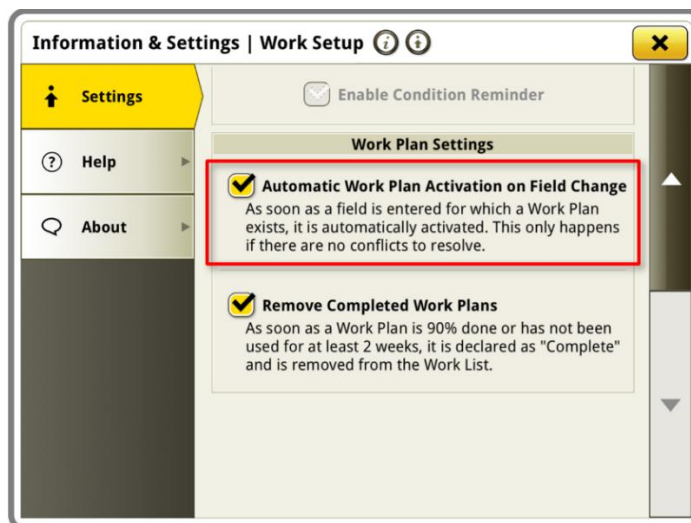 Information & Settings | Work Setup
Settings
Help
About
Enable Condition Reminder
Work Plan Settings
Automatic Work Plan Activation on Field Change
As soon as a field is entered for which a Work Plan
exists, it is automatically activated. This only happens
if there are no conflicts to resolve.
Remove Completed Work Plans
As soon as a Work Plan is 90% done or has not been
used for at least 2 weeks, it is declared as "Complete"
and is removed from the Work List.